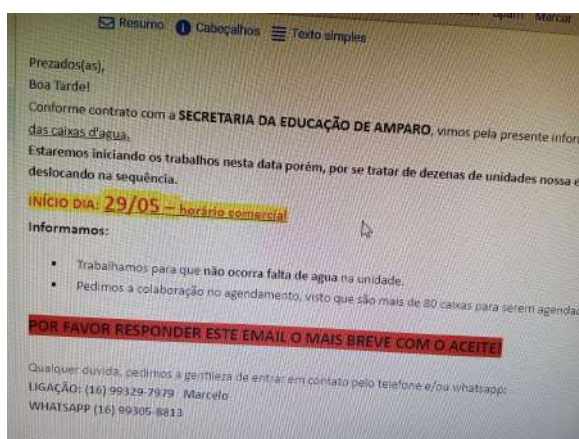 Spam Marcar
Resumo Cabeçalhos Texto simples
Prezados(as),
Boa Tarde!
Conforme contrato com a SECRETARIA DA EDUCAÇÃO DE AMPARO, vimos pela presente infor
das caixas d'agua.
Estaremos iniciando os trabalhos nesta data porém, por se tratar de dezenas de unidades nossa e
deslocando na sequência.
INÍCIO DIA: 29/05 – horário comercial
Informamos:
• Trabalhamos para que não ocorra falta de agua na unidade.
• Pedimos a colaboração no agendamento, visto que são mais de 80 caixas para serem agendad
POR FAVOR RESPONDER ESTE EMAIL O MAIS BREVE COM O ACEITE!
Qualquer duvida, pedimos a gentileza de entrar em contato pelo telefone e/ou whatsapp:
LIGAÇÃO: (16) 99329-7979 Marcelo
WHATSAPP (16) 99305-8813